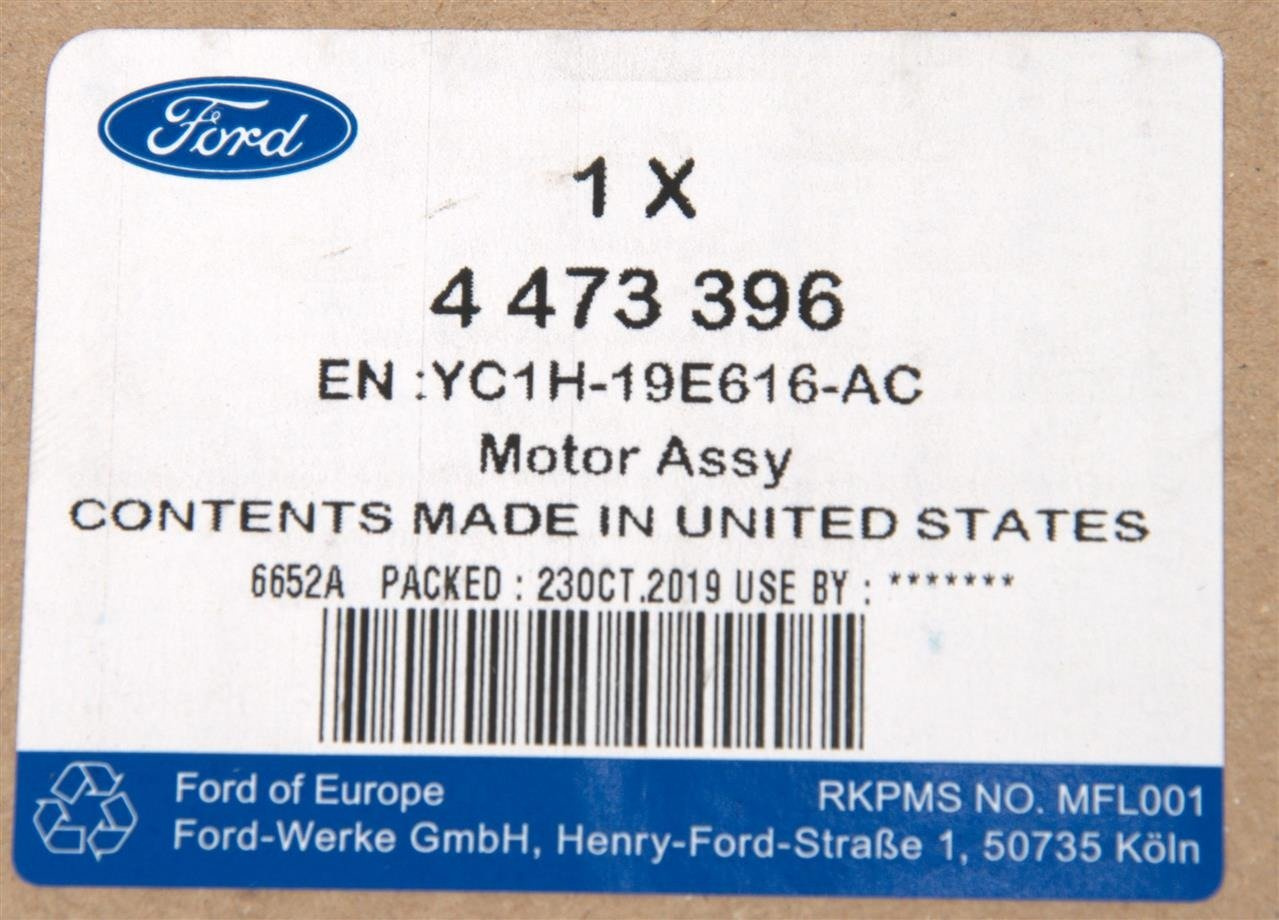 Ford
1 X
4 473 396
EN :YC1H-19E616-AC
Motor Assy
CONTENTS MADE IN UNITED STATES
6652A PACKED : 23OCT.2019 USE BY : *******
Ford of Europe RKPMS NO. MFL001
Ford-Werke GmbH, Henry-Ford-Straße 1, 50735 Köln